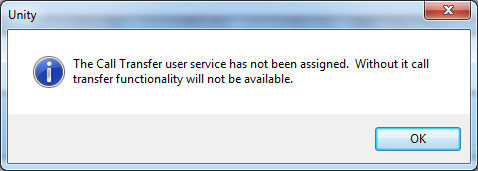 Unity
The Call Transfer user service has not been assigned.  Without it call
transfer functionality will not be available.
OK